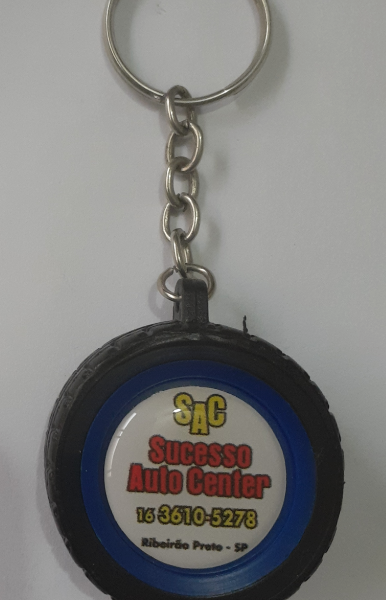 SAC
Sucesso
Auto Center
16 3610-5278
Ribeirão Preto - SP